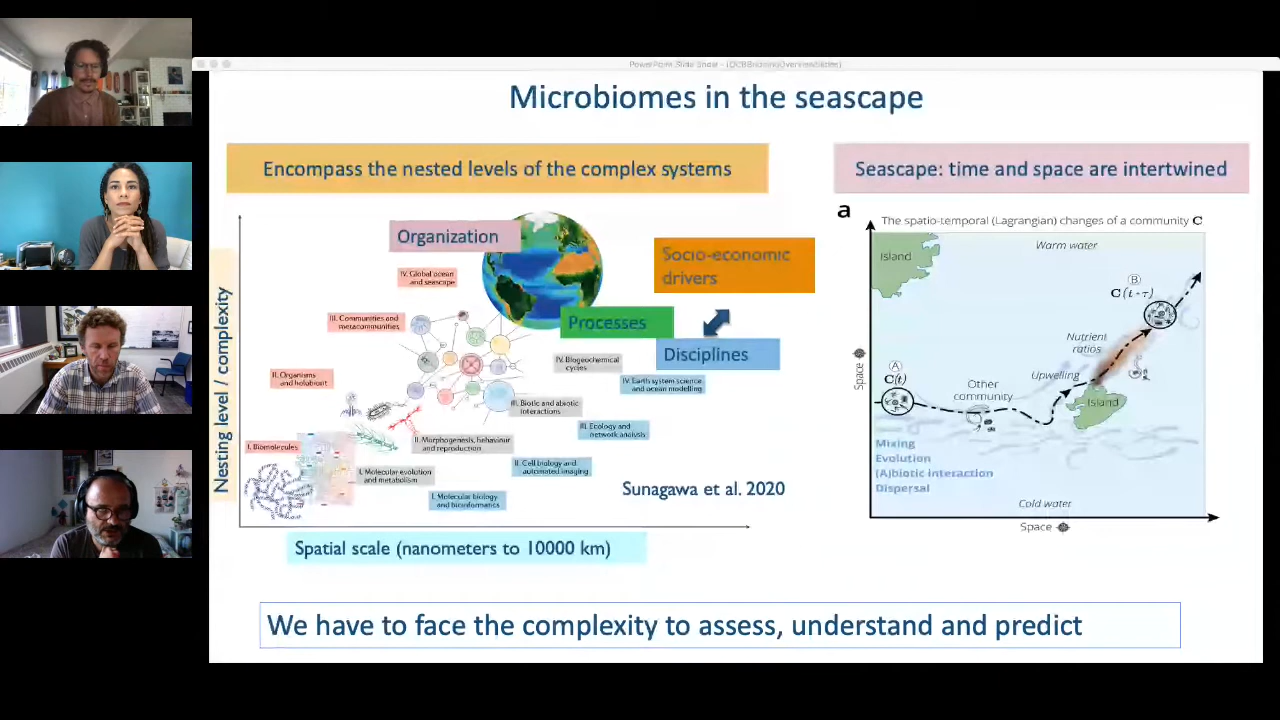 Microbiomes in the seascape
Encompass the nested levels of the complex systems
Seascape: time and space are intertwined
Nesting level / complexity
Organization
IV. Global ocean
and seascape
III. Communities and
metacommunities
II. Organisms
and holobiont
I. Biomolecules
Socio-economic
drivers
Processes
Disciplines
IV. Biogeochemical
cycles
IV. Earth system science
and ocean modelling
III. Biotic and abiotic
interactions
III. Ecology and
network analysis
II. Morphogenesis, behaviour
and reproduction
II. Cell biology and
automated imaging
I. Molecular evolution
and metabolism
I. Molecular biology
and bioinformatics
Sunagawa et al. 2020
Spatial scale (nanometers to 10000 km)
a
The spatio-temporal (Lagrangian) changes of a community C
Island
Warm water
B
C(t + τ)
Nutrient
ratios
Upwelling
A
C(t)
Other
community
Island
Space
Mixing
Evolution
(A)biotic interaction
Dispersal
Cold water
Space
We have to face the complexity to assess, understand and predict